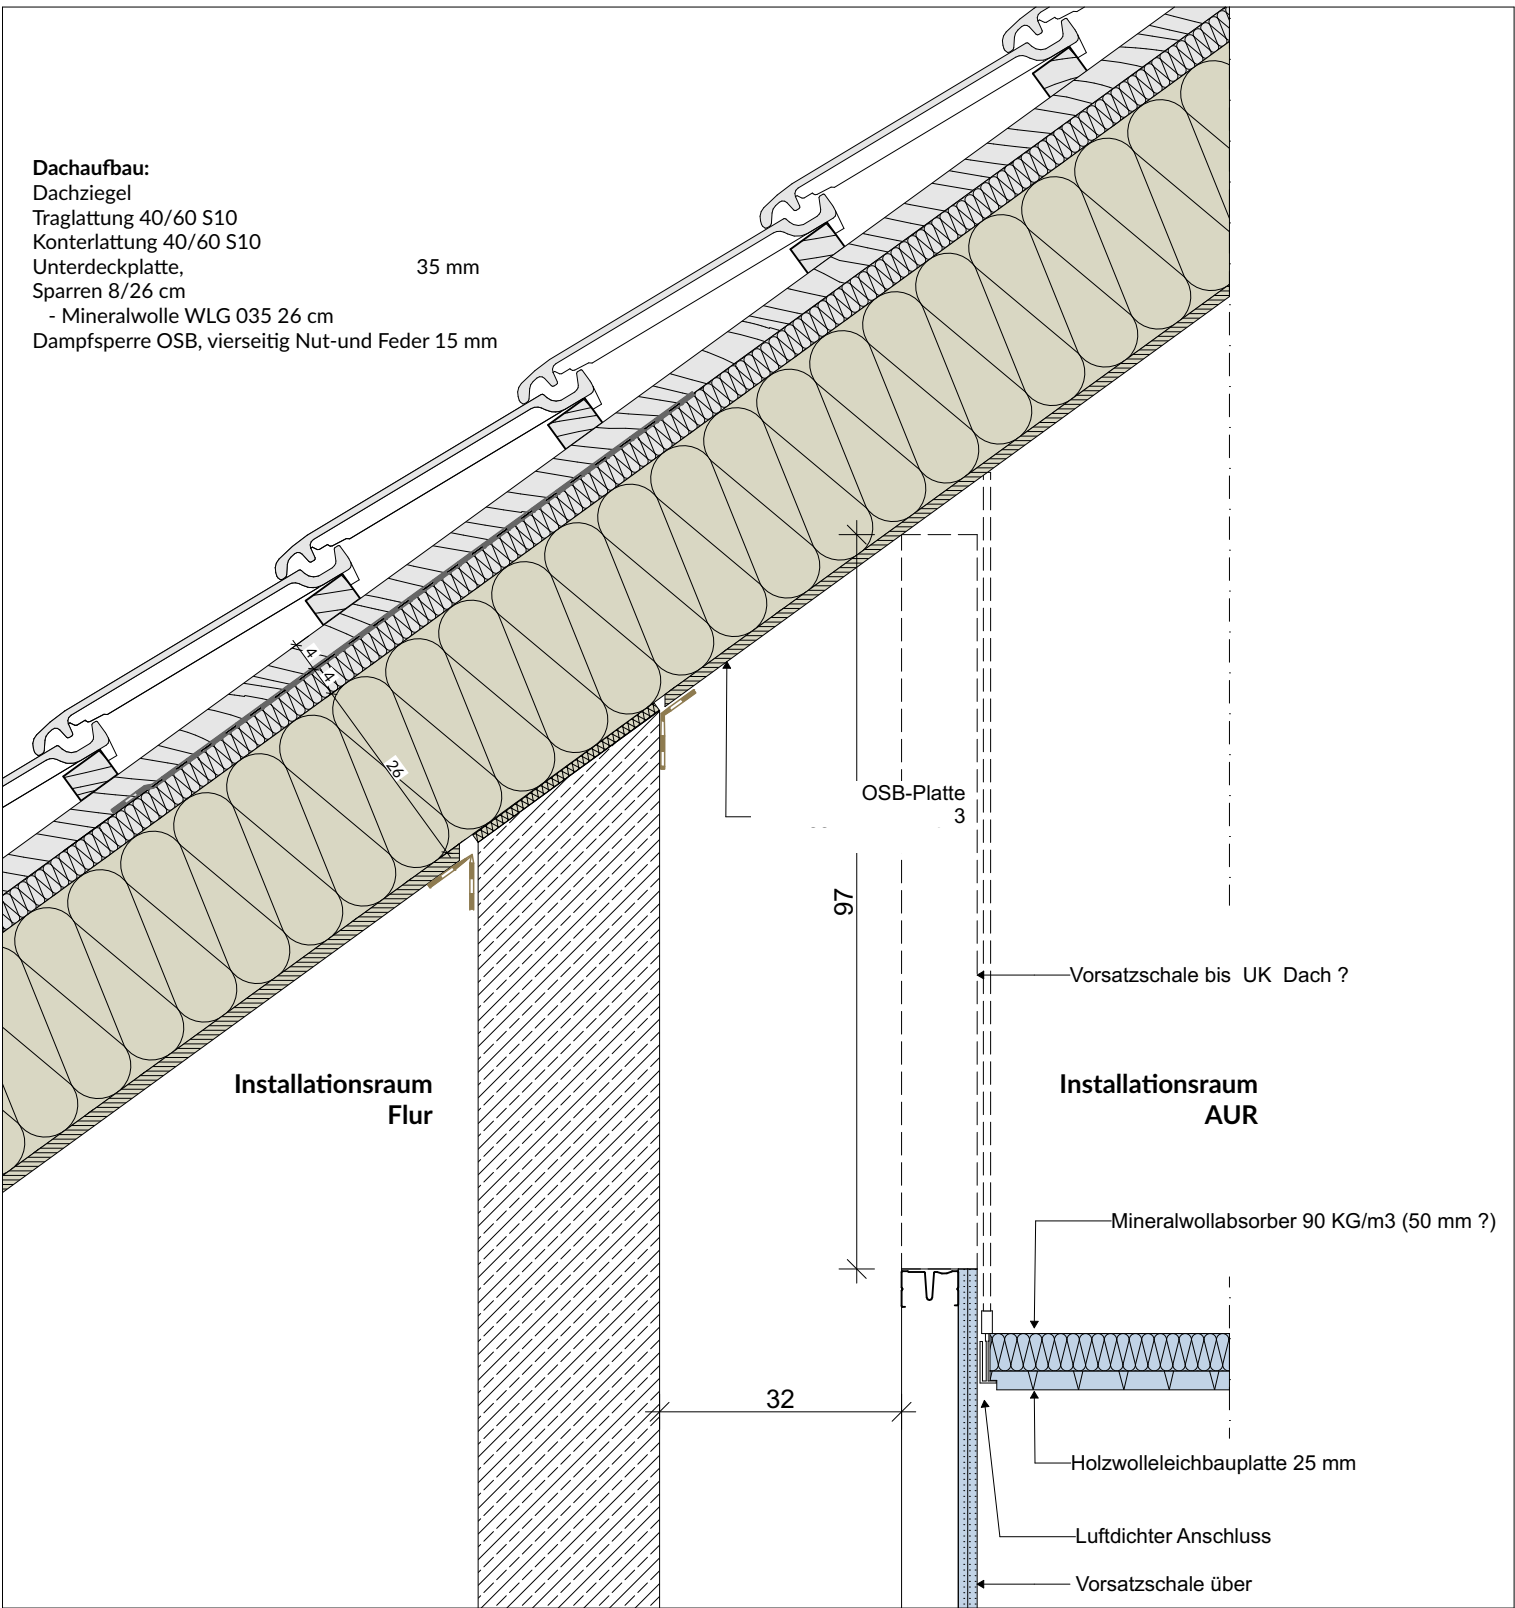 Dachaufbau:
Dachziegel
Traglattung 40/60 S10
Konterlattung 40/60 S10
Unterdeckplatte, 35 mm
Sparren 8/26 cm
- Mineralwolle WLG 035 26 cm
Dampfsperre OSB, vierseitig Nut-und Feder 15 mm
4
4
26
OSB-Platte
3
97
Vorsatzschale bis UK Dach ?
Installationsraum
Flur
Installationsraum
AUR
Mineralwollabsorber 90 KG/m3 (50 mm ?)
32
Holzwolleleichbauplatte 25 mm
Luftdichter Anschluss
Vorsatzschale über